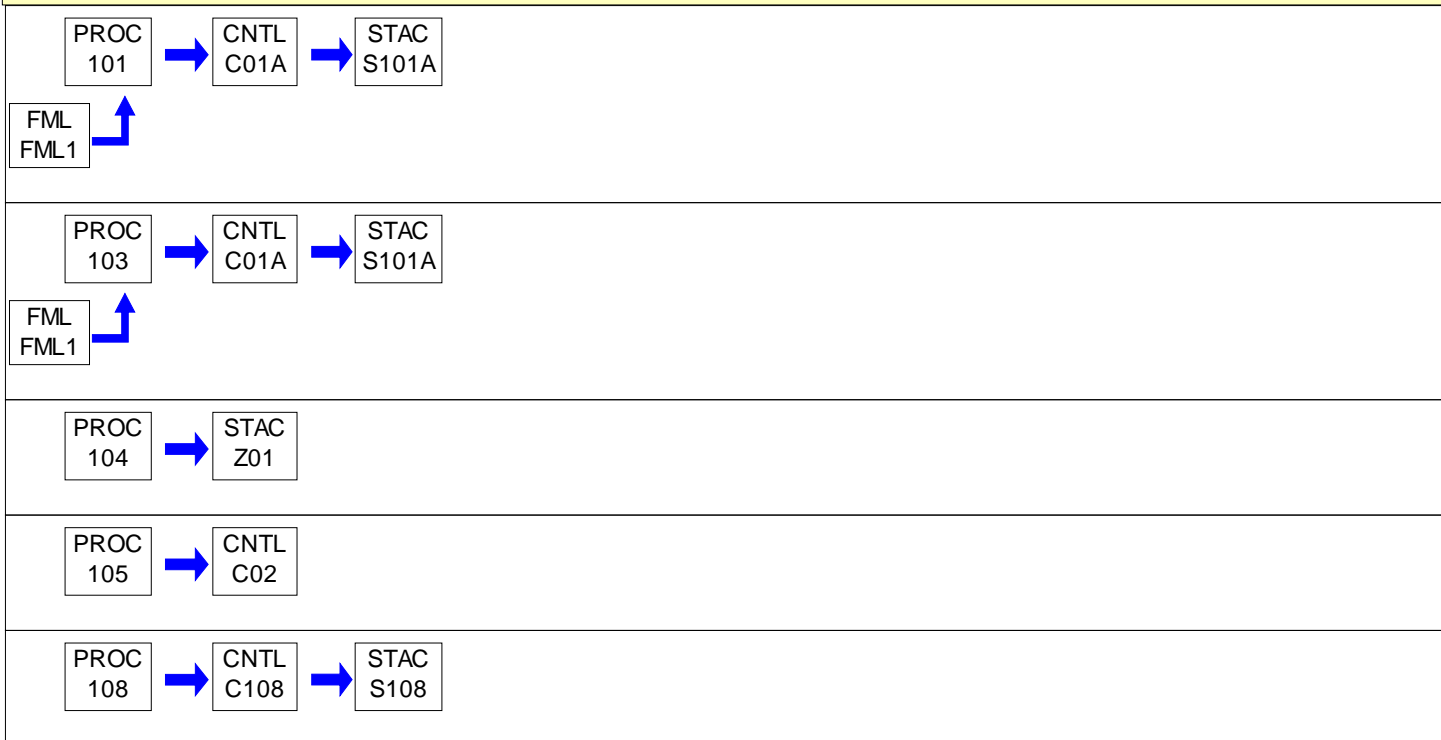 PROC
101
CNTL
C01A
STAC
S101A
FML
FML1
PROC
103
CNTL
C01A
STAC
S101A
FML
FML1
PROC
104
STAC
Z01
PROC
105
CNTL
C02
PROC
108
CNTL
C108
STAC
S108